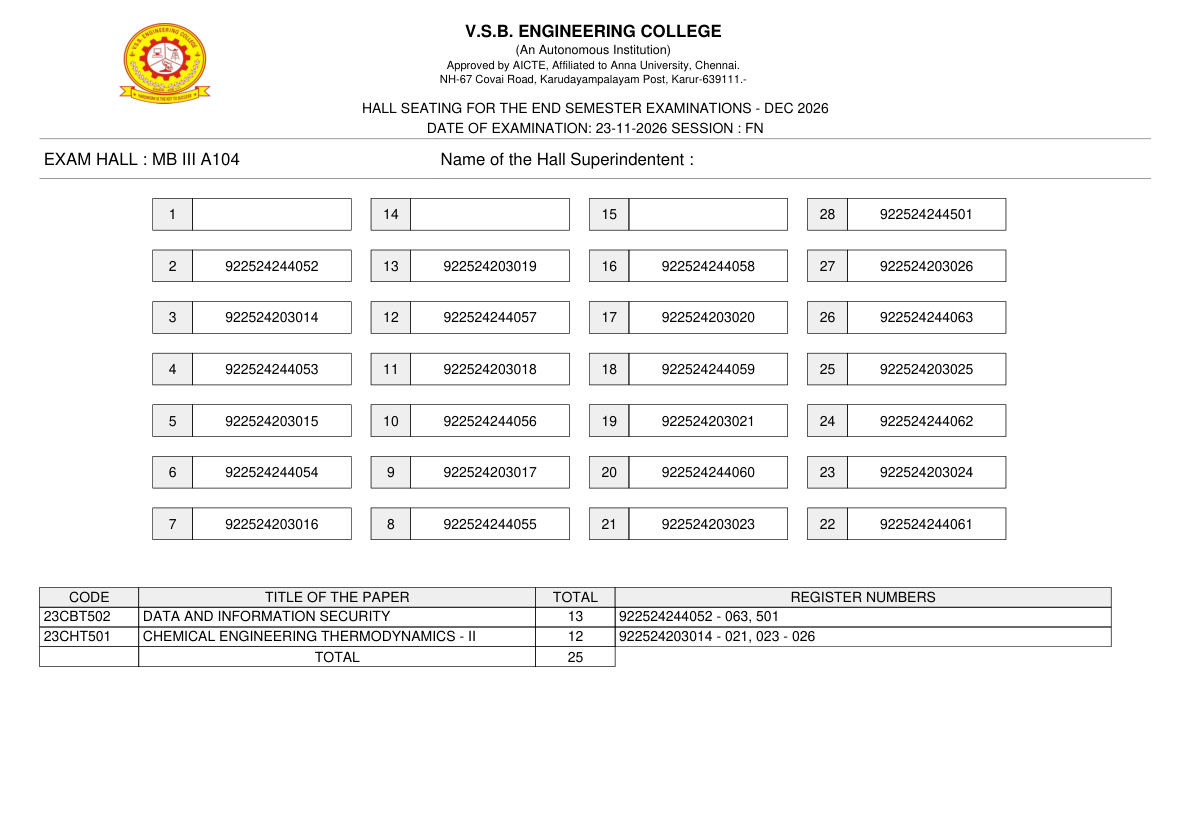 V.S.B. ENGINEERING COLLEGE
(An Autonomous Institution)
Approved by AICTE, Affiliated to Anna University, Chennai.
NH-67 Covai Road, Karudayampalayam Post, Karur-639111.-
HALL SEATING FOR THE END SEMESTER EXAMINATIONS - DEC 2026
DATE OF EXAMINATION: 23-11-2026 SESSION : FN
EXAM HALL : MB III A104 Name of the Hall Superintendent :
1 14 15 28 922524244501
2 922524244052 13 922524203019 16 922524244058 27 922524203026
3 922524203014 12 922524244057 17 922524203020 26 922524244063
4 922524244053 11 922524203018 18 922524244059 25 922524203025
5 922524203015 10 922524244056 19 922524203021 24 922524244062
6 922524244054 9 922524203017 20 922524244060 23 922524203024
7 922524203016 8 922524244055 21 922524203023 22 922524244061
CODE TITLE OF THE PAPER TOTAL REGISTER NUMBERS
23CBT502 DATA AND INFORMATION SECURITY 13 922524244052 - 063, 501
23CHT501 CHEMICAL ENGINEERING THERMODYNAMICS - II 12 922524203014 - 021, 023 - 026
TOTAL 25